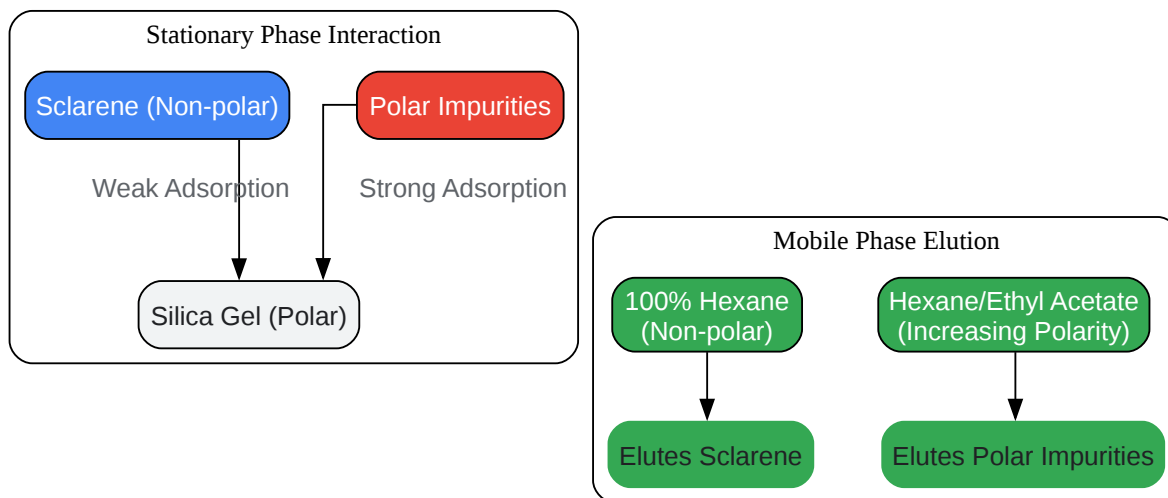 Stationary Phase Interaction
Sclarene (Non-polar)
Polar Impurities
Weak Adsorption
Strong Adsorption
Silica Gel (Polar)
Mobile Phase Elution
100% Hexane
(Non-polar)
Hexane/Ethyl Acetate
(Increasing Polarity)
Elutes Sclarene
Elutes Polar Impurities